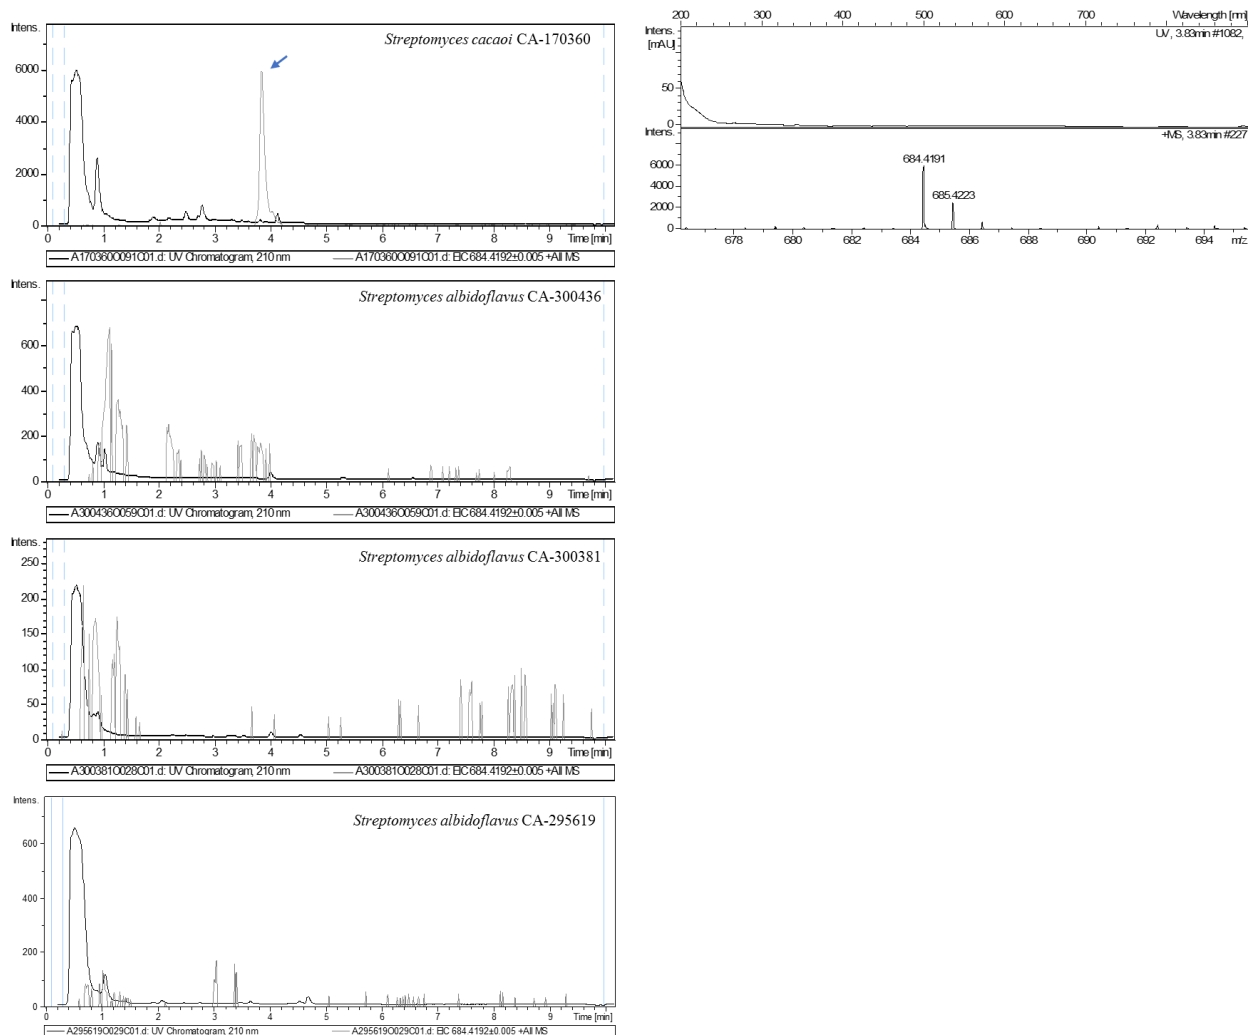 Intens.
Streptomyces cacaoi CA-170360
6000
4000
2000
0
0 1 2 3 4 5 6 7 8 9 Time [min]
A170360O091C01.d: UV Chromatogram, 210 nm A170360O091C01.d: EIC 684.4192±0.005 +All MS
Intens.
Streptomyces albidoflavus CA-300436
600
400
200
0
0 1 2 3 4 5 6 7 8 9 Time [min]
A300436O059C01.d: UV Chromatogram, 210 nm A300436O059C01.d: EIC 684.4192±0.005 +All MS
Intens.
Streptomyces albidoflavus CA-300381
250
200
150
100
50
0
0 1 2 3 4 5 6 7 8 9 Time [min]
A300381O028C01.d: UV Chromatogram, 210 nm A300381O028C01.d: EIC 684.4192±0.005 +All MS
Intens.
Streptomyces albidoflavus CA-295619
600
400
200
0
0 1 2 3 4 5 6 7 8 9 Time [min]
A295619O029C01.d: UV Chromatogram, 210 nm A295619O029C01.d: EIC 684.4192±0.005 +All MS
200 300 400 500 600 700 Wavelength [nm]
Intens.
[mAU]
UV, 3.83min #1082,
50
0
Intens.
+MS, 3.83min #227
6000
4000
2000
0
684.4191
685.4223
678 680 682 684 686 688 690 692 694 m/z